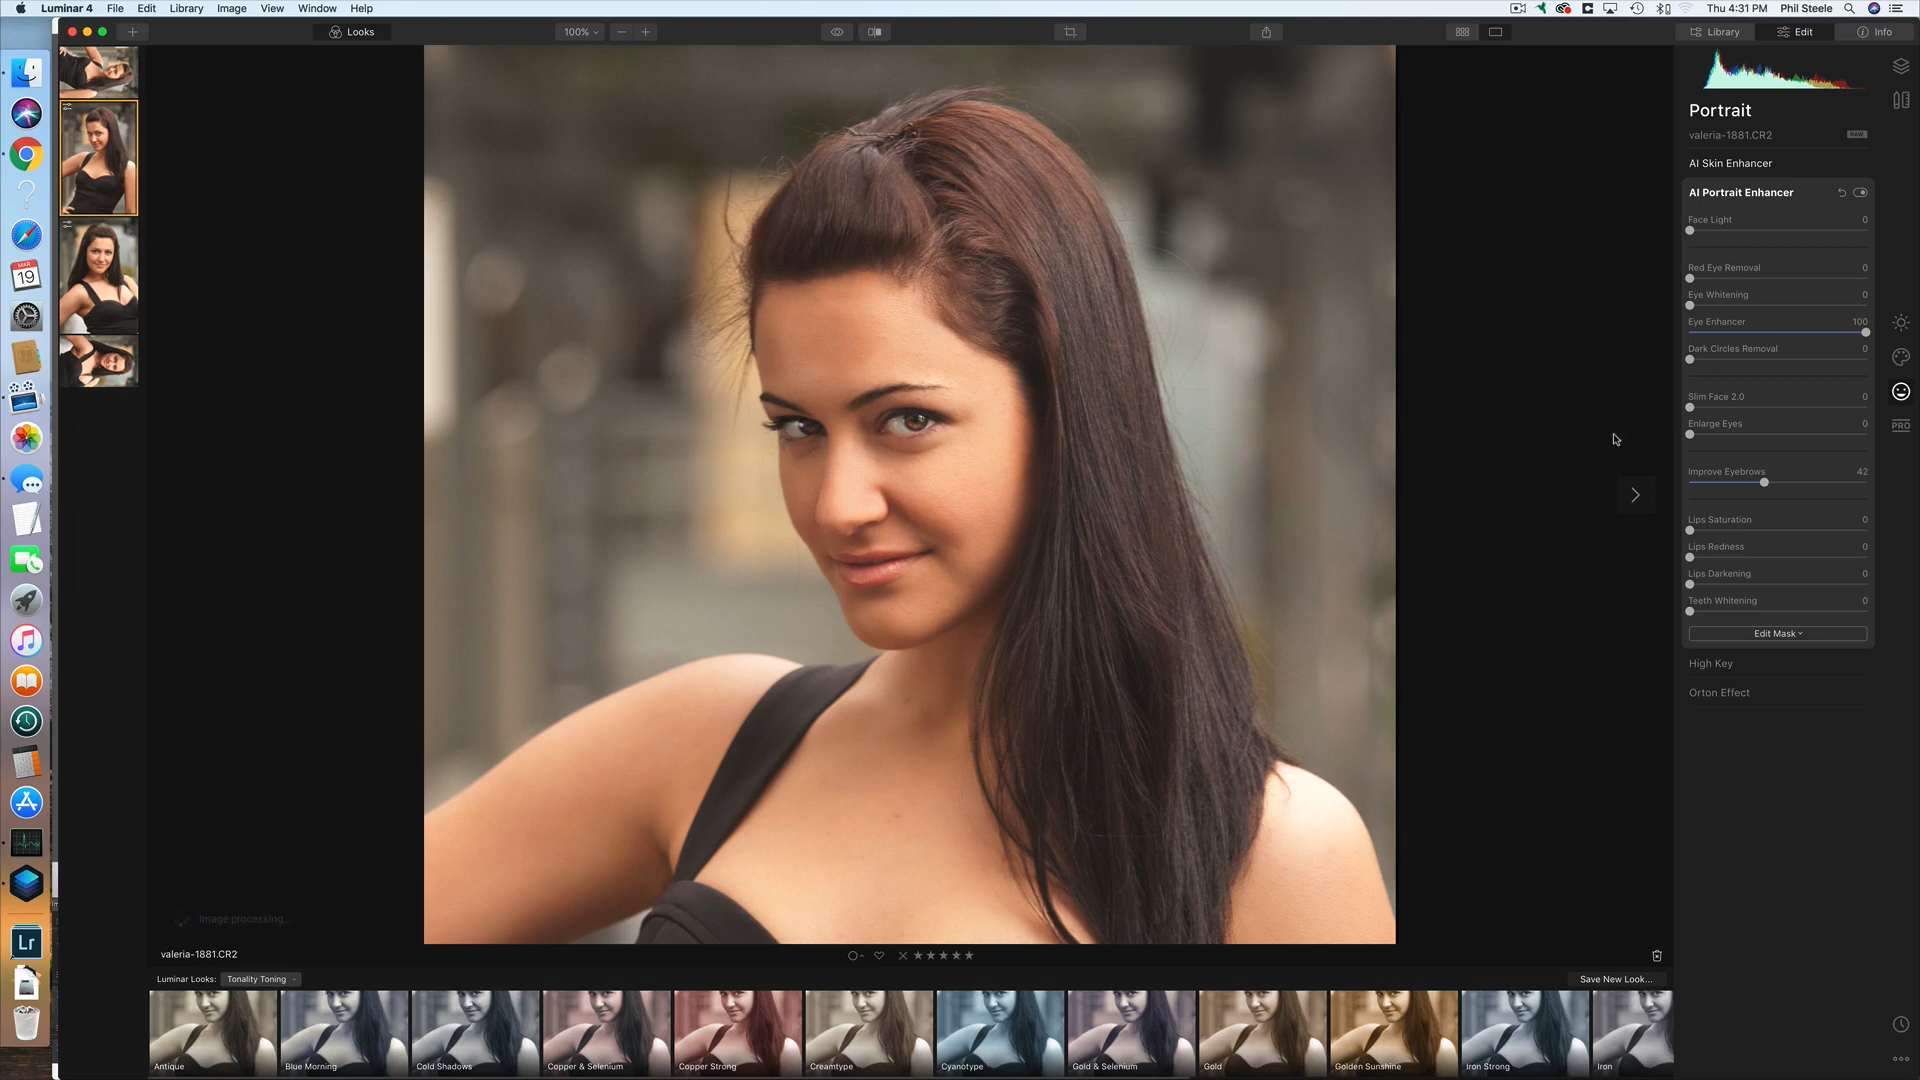 Luminar 4 File Edit Library Image View Window Help
Thu 4:31 PM Phil Steele
Looks
100%
Library Edit Info
Portrait
valeria-1881.CR2 RAW
AI Skin Enhancer
AI Portrait Enhancer
Face Light 0
Red Eye Removal 0
Eye Whitening 0
Eye Enhancer 100
Dark Circles Removal 0
Slim Face 2.0 0
Enlarge Eyes 0
PRO
Improve Eyebrows 42
Lips Saturation 0
Lips Redness 0
Lips Darkening 0
Teeth Whitening 0
Edit Mask
High Key
Orton Effect
MAR
19
Lr
Image processing...
valeria-1881.CR2
Luminar Looks: Tonality Toning
Save New Look...
Antique
Blue Morning
Cold Shadows
Copper & Selenium
Copper Strong
Creamtype
Cyanotype
Gold & Selenium
Gold
Golden Sunshine
Iron Strong
Iron